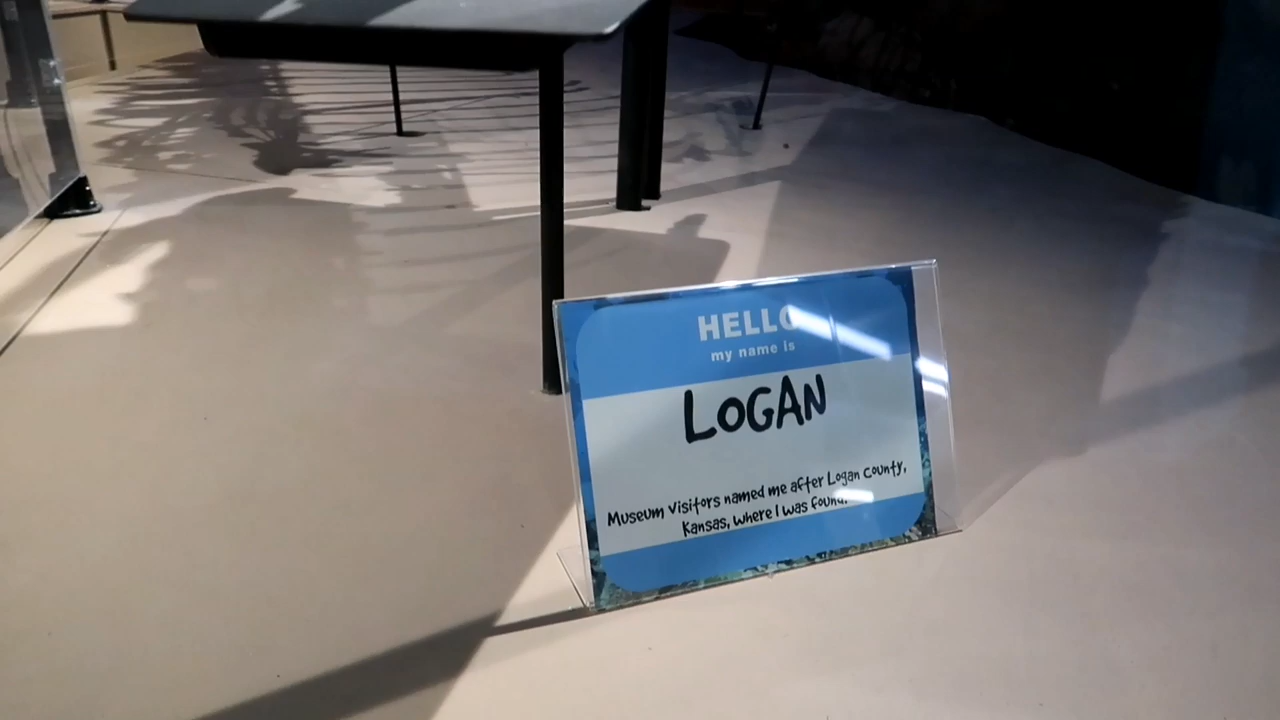 HELLO
my name is
LOGAN
Museum Visitors named me after Logan County,
Kansas, where I was found.